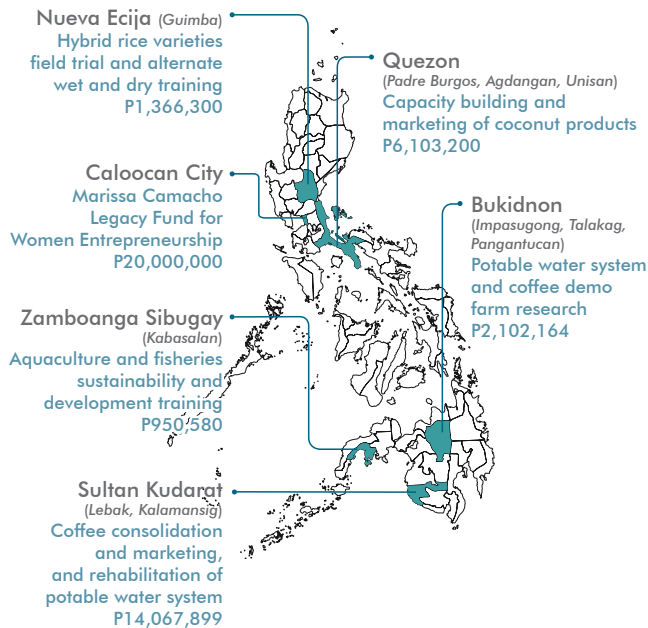 Nueva Ecija (Guimba)
Hybrid rice varieties
field trial and alternate
wet and dry training
P1,366,300
Quezon
(Padre Burgos, Agdangan, Unisan)
Capacity building and
marketing of coconut products
P6,103,200
Caloocan City
Marissa Camacho
Legacy Fund for
Women Entrepreneurship
P20,000,000
Bukidnon
(Impasugong, Talakag,
Pangantucan)
Potable water system
and coffee demo
farm research
P2,102,164
Zamboanga Sibugay
(Kabasalan)
Aquaculture and fisheries
sustainability and
development training
P950,580
Sultan Kudarat
(Lebak, Kalamansig)
Coffee consolidation
and marketing,
and rehabilitation of
potable water system
P14,067,899